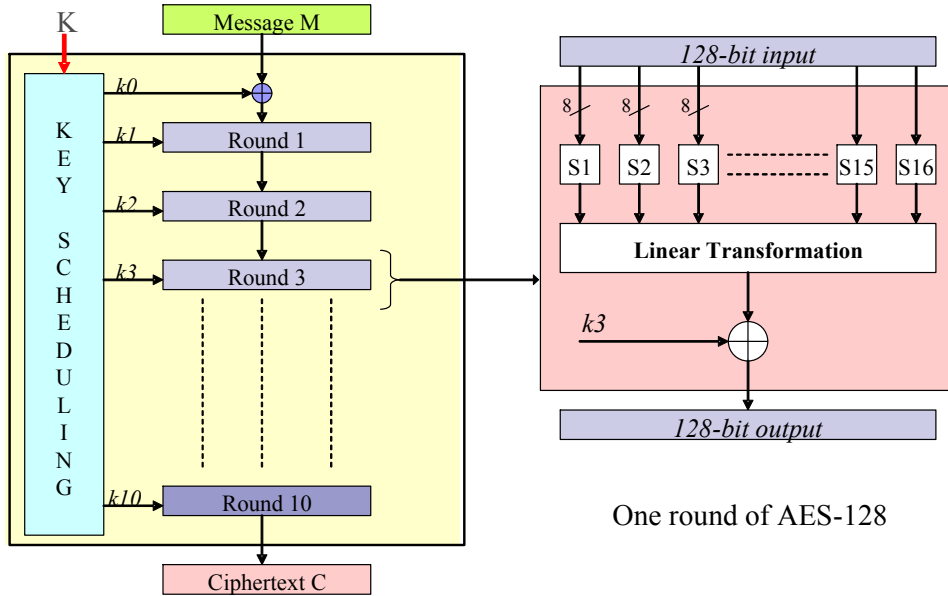 K
Message M
k0
k1
Round 1
k2
Round 2
k3
Round 3
k10
Round 10
Ciphertext C
K
E
Y
S
C
H
E
D
U
L
I
N
G
128-bit input
8
8
8
S1
S2
S3
S15
S16
Linear Transformation
k3
128-bit output
One round of AES-128